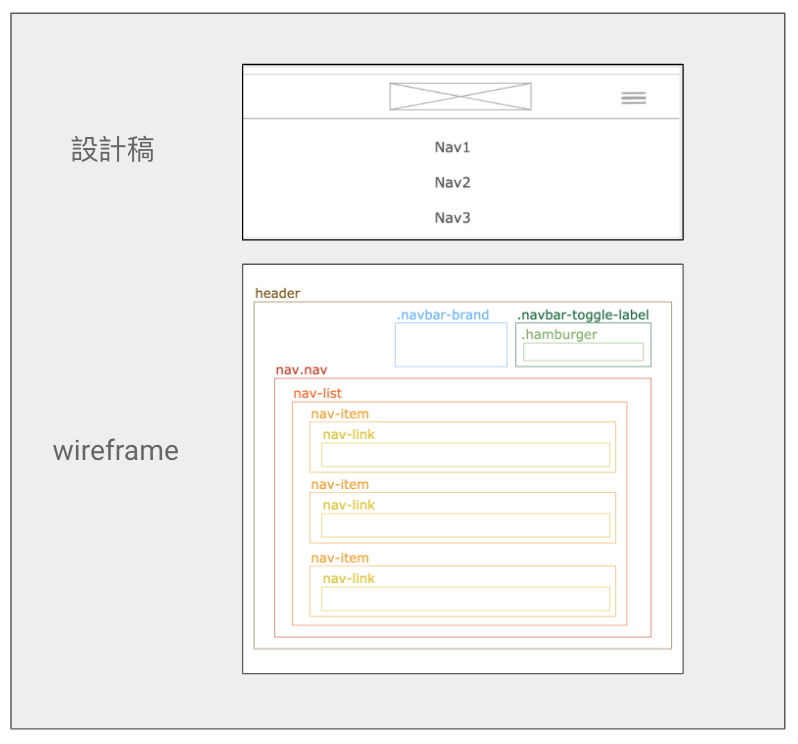 設計稿
Nav1
Nav2
Nav3
wireframe
header
.navbar-brand
.navbar-toggle-label
.hamburger
nav.nav
nav-list
nav-item
nav-link
nav-item
nav-link
nav-item
nav-link